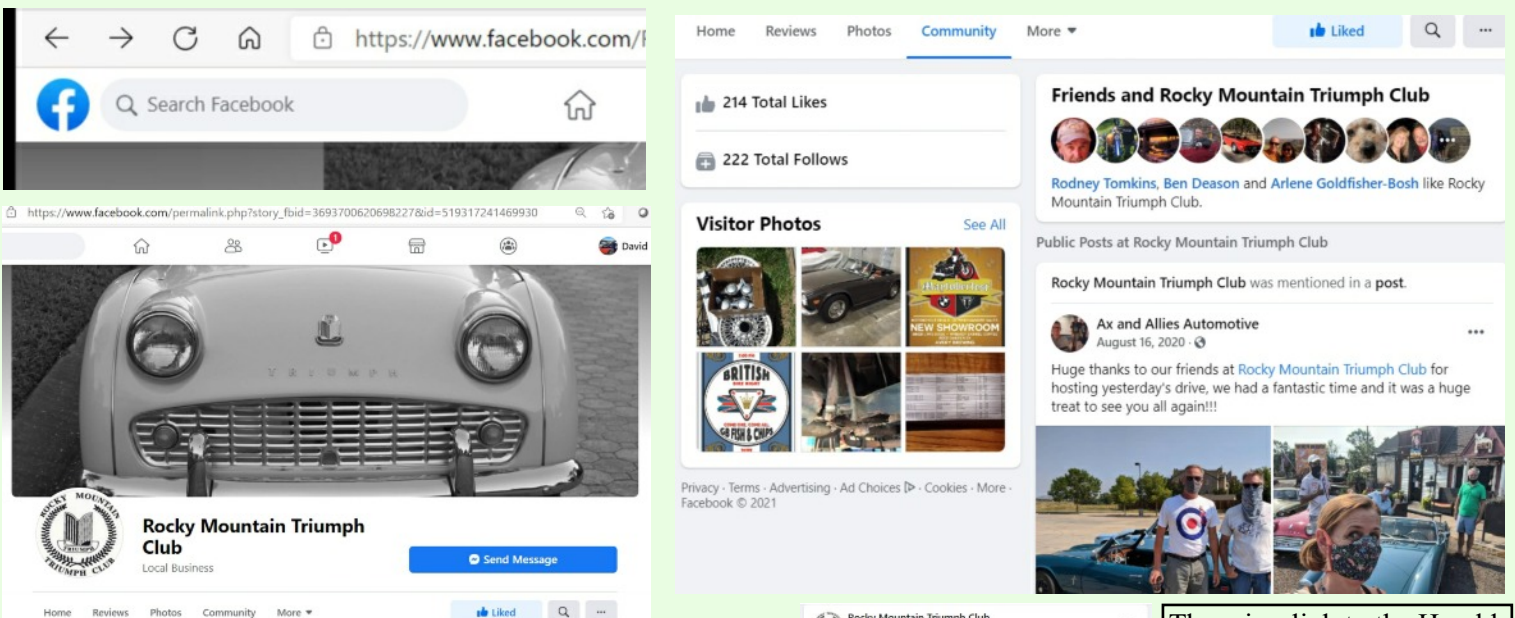 https://www.facebook.com/
Search Facebook
https://www.facebook.com/permalink.php?story_fbid=3693700620698227&id=519317241469930
1
David
TRIUMPH
ROCKY MOUNTAIN
TRIUMPH
TRIUMPH CLUB
Rocky Mountain Triumph
Club
Local Business
Send Message
Home Reviews Photos Community More
Liked
Home Reviews Photos Community More
Liked
214 Total Likes
222 Total Follows
Visitor Photos
See All
NEW SHOWROOM
BRITISH
GB FISH & CHIPS
Privacy · Terms · Advertising · Ad Choices · Cookies · More ·
Facebook © 2021
Friends and Rocky Mountain Triumph Club
Rodney Tomkins, Ben Deason and Arlene Goldfisher-Bosh like Rocky
Mountain Triumph Club.
Public Posts at Rocky Mountain Triumph Club
Rocky Mountain Triumph Club was mentioned in a post.
Ax and Allies Automotive
August 16, 2020 ·
Huge thanks to our friends at Rocky Mountain Triumph Club for
hosting yesterday's drive, we had a fantastic time and it was a huge
treat to see you all again!!!
Rocky Mountain Triumph Club